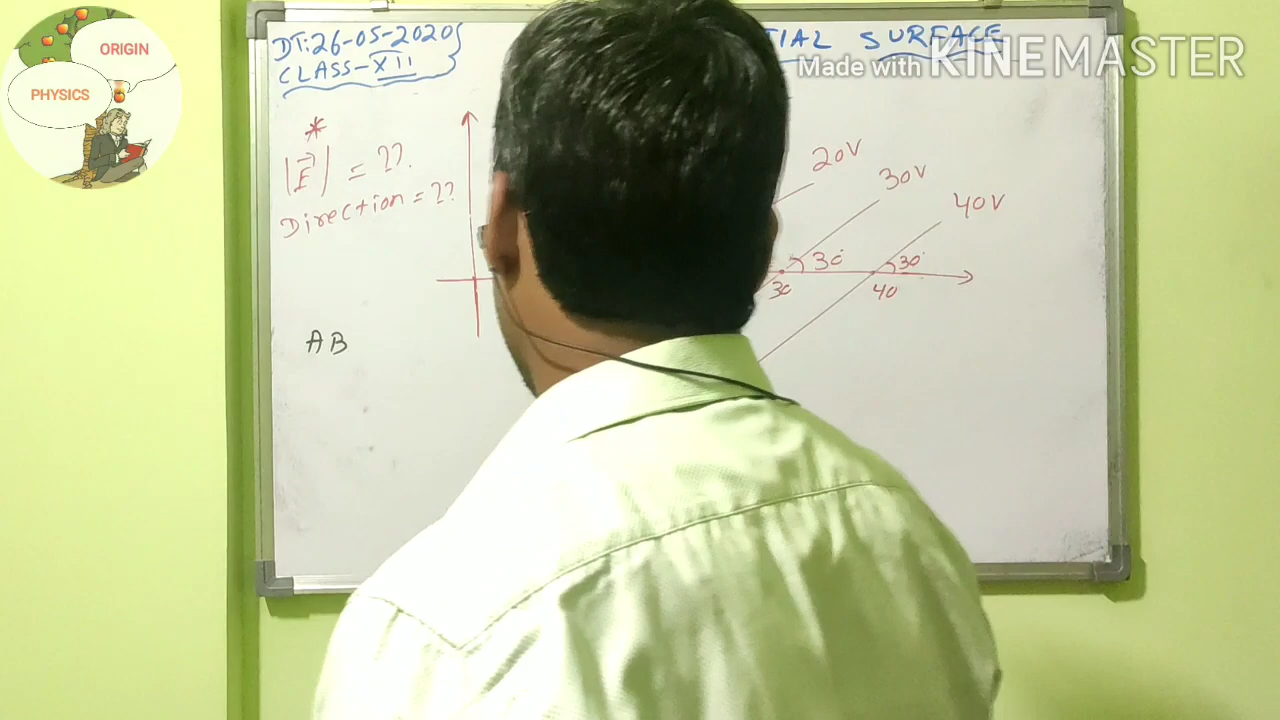 ORIGIN
PHYSICS
DT:26-05-2020
CLASS-XII
TIAL SURFACE
Made with KINEMASTER
*
|E⃗| = ??.
Direction = ??
20V
30V
40V
30°
30°
30
40
AB